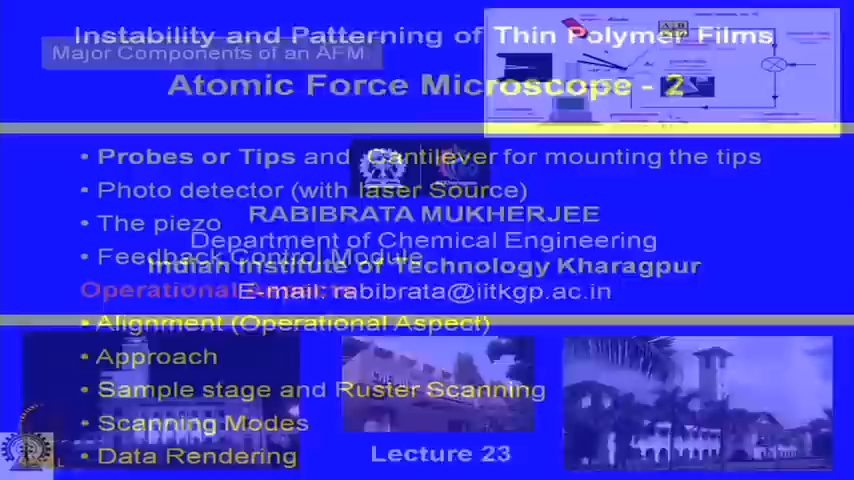 Instability and Patterning of Thin Polymer Films
Major Components of an AFM
Atomic Force Microscope - 2
• Probes or Tips and Cantilever for mounting the tips
• Photo detector (with laser Source)
• The piezo
RABIBRATA MUKHERJEE
Department of Chemical Engineering
• Feedback Control Module
Indian Institute of Technology Kharagpur
Operational
E-mail: rabibrata@iitkgp.ac.in
• Alignment (Operational Aspect)
• Approach
• Sample stage and Ruster Scanning
• Scanning Modes
• Data Rendering
Lecture 23